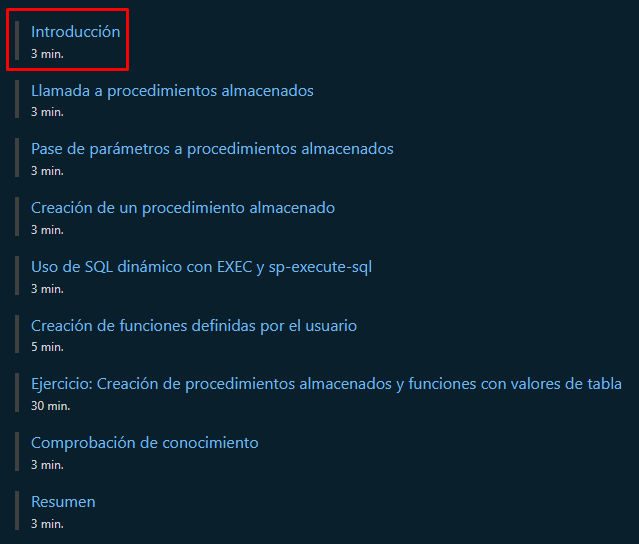 Introducción
3 min.
Llamada a procedimientos almacenados
3 min.
Pase de parámetros a procedimientos almacenados
3 min.
Creación de un procedimiento almacenado
3 min.
Uso de SQL dinámico con EXEC y sp-execute-sql
3 min.
Creación de funciones definidas por el usuario
5 min.
Ejercicio: Creación de procedimientos almacenados y funciones con valores de tabla
30 min.
Comprobación de conocimiento
3 min.
Resumen
3 min.